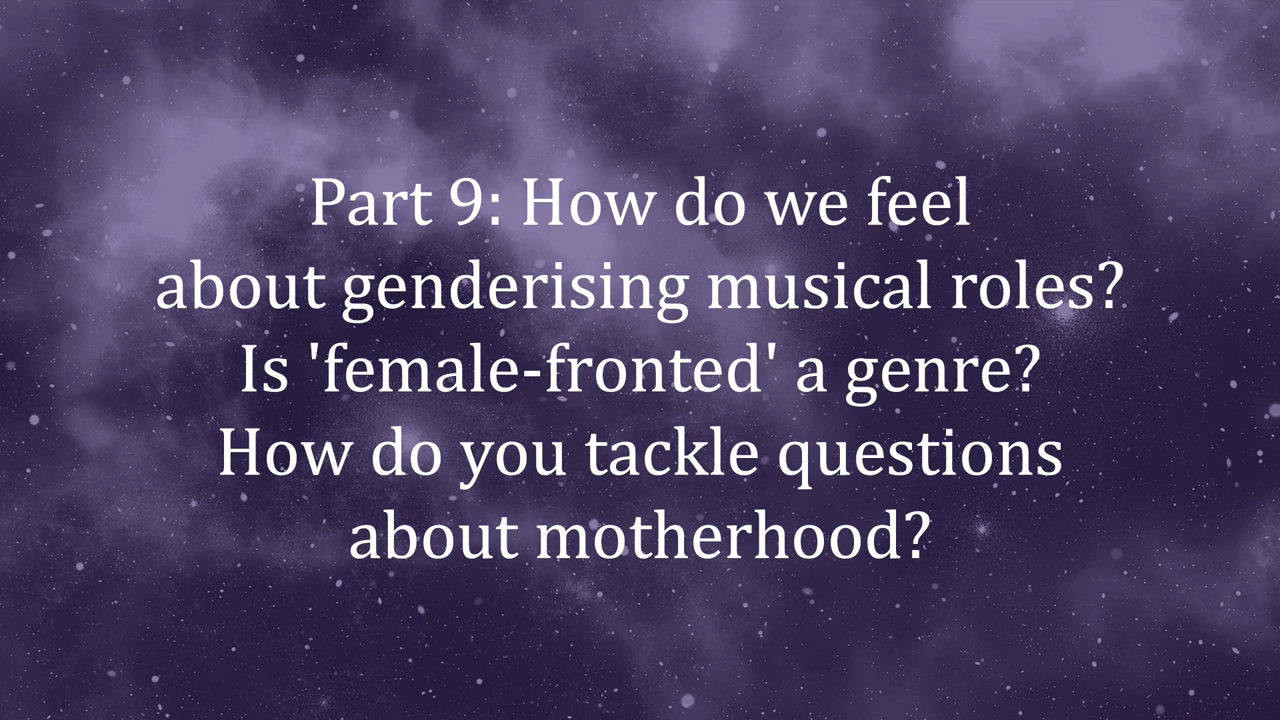 Part 9: How do we feel
about genderising musical roles?
Is 'female-fronted' a genre?
How do you tackle questions
about motherhood?